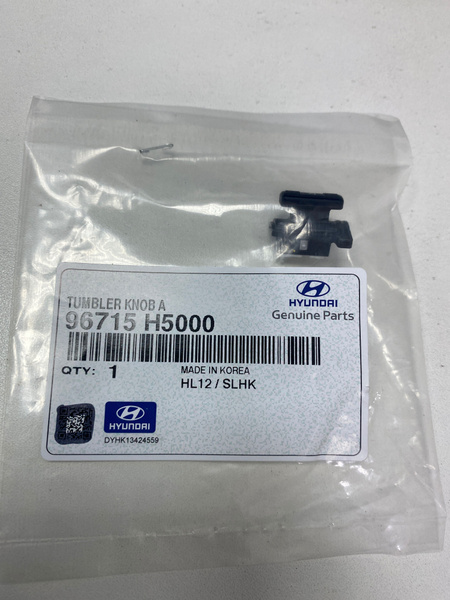 TUMBLER KNOB A
96715 H5000
HYUNDAI
Genuine Parts
QTY: 1
MADE IN KOREA
HL12 / SLHK
HYUNDAI
DYHK13424559